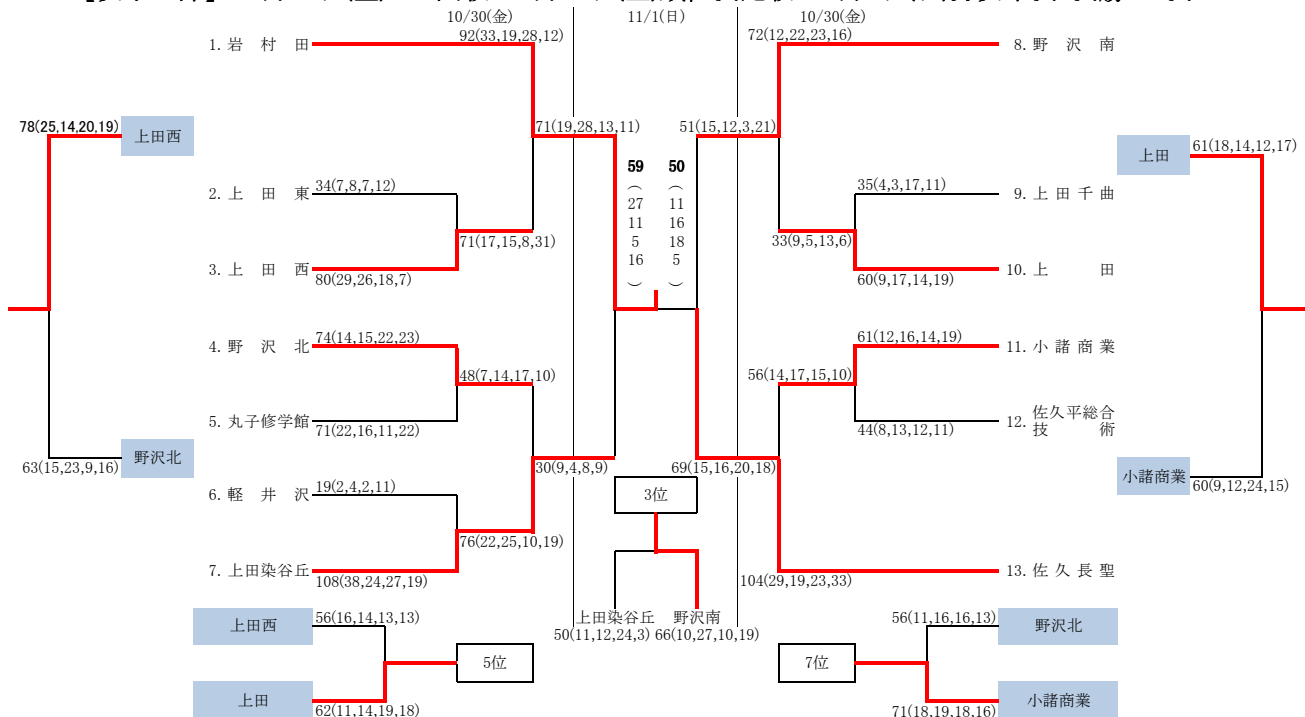 10/30(金)
11/1(日)
10/30(金)
92(33,19,28,12)
72(12,22,23,16)
1. 岩村田
8. 野沢南
78(25,14,20,19)
上田西
71(19,28,13,11)
51(15,12,3,21)
上田
61(18,14,12,17)
59
(
27
11
5
16
)
50
(
11
16
18
5
)
2. 上田東
34(7,8,7,12)
35(4,3,17,11)
9. 上田千曲
71(17,15,8,31)
33(9,5,13,6)
3. 上田西
80(29,26,18,7)
60(9,17,14,19)
10. 上田
4. 野沢北
74(14,15,22,23)
61(12,16,14,19)
11. 小諸商業
48(7,14,17,10)
56(14,17,15,10)
5. 丸子修学館
71(22,16,11,22)
44(8,13,12,11)
12. 佐久平総合
技術
63(15,23,9,16)
野沢北
30(9,4,8,9)
69(15,16,20,18)
小諸商業
60(9,12,24,15)
6. 軽井沢
19(2,4,2,11)
3位
76(22,25,10,19)
7. 上田染谷丘
108(38,24,27,19)
104(29,19,23,33)
13. 佐久長聖
上田西
56(16,14,13,13)
上田染谷丘
50(11,12,24,3)
野沢南
66(10,27,10,19)
56(11,16,16,13)
野沢北
5位
7位
上田
62(11,14,19,18)
71(18,19,18,16)
小諸商業